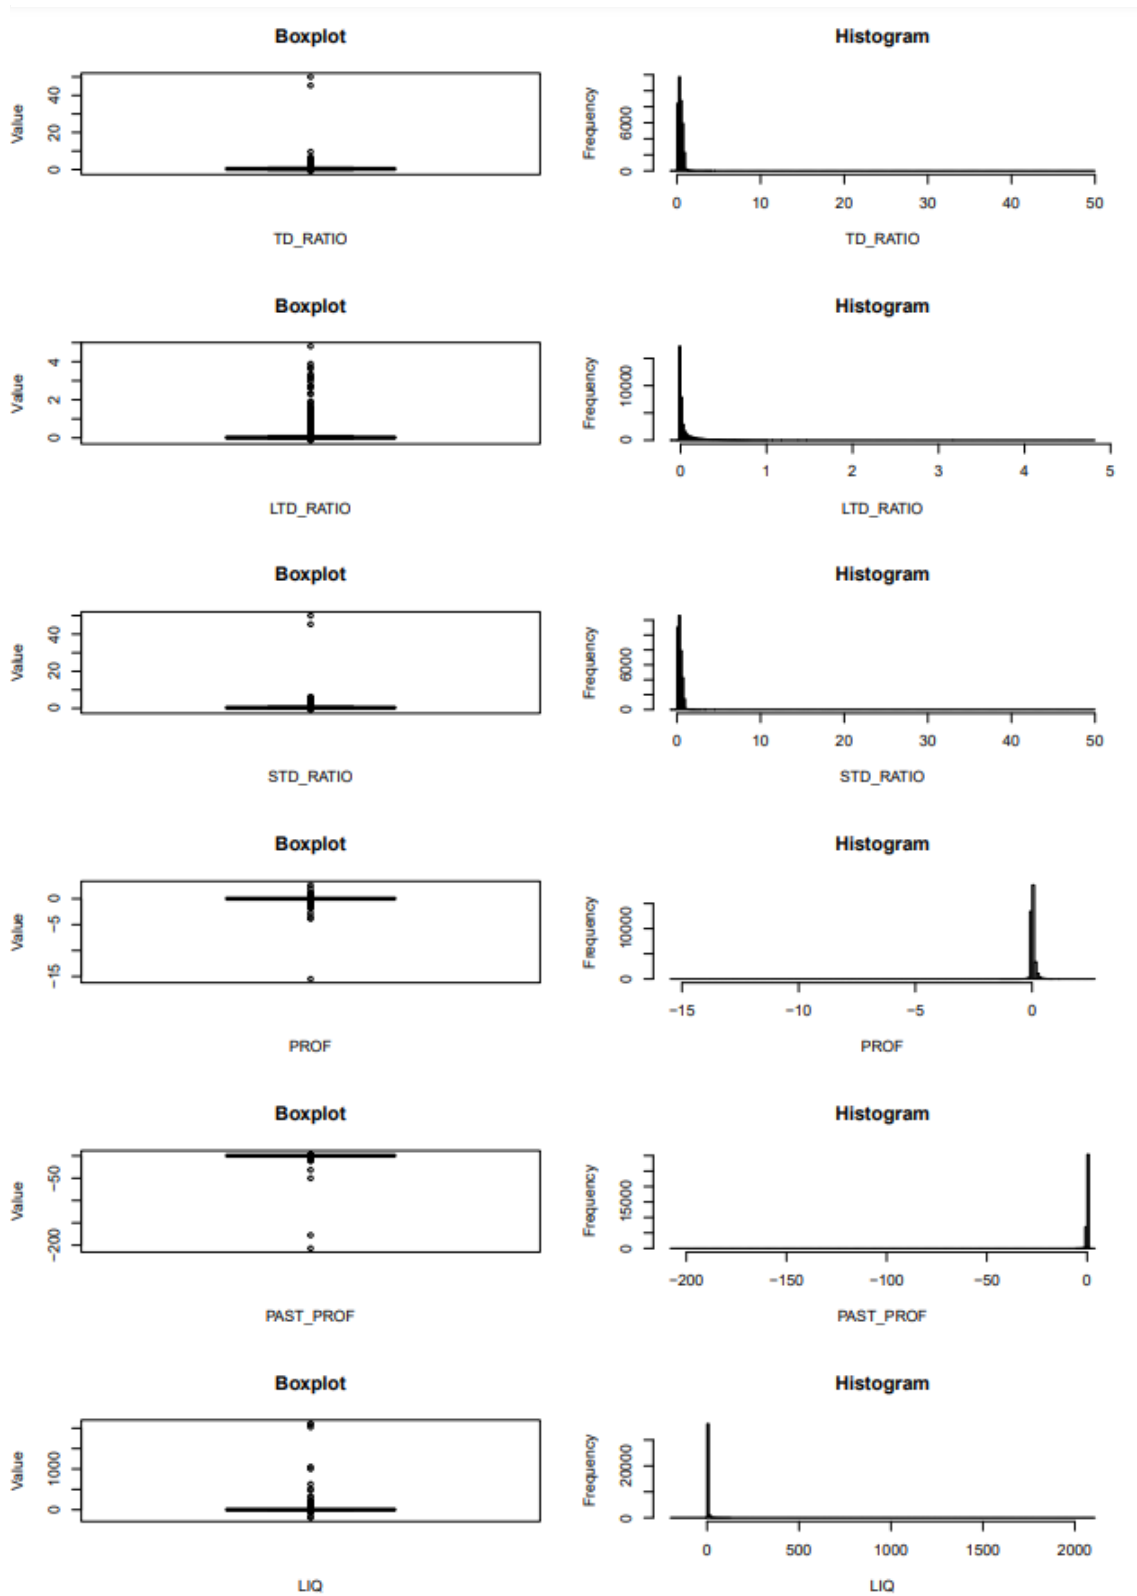 Boxplot
Histogram
Value
0 20 40
TD_RATIO
Frequency
0 6000
0 10 20 30 40 50
TD_RATIO
Boxplot
Histogram
Value
0 2 4
LTD_RATIO
Frequency
0 10000
0 1 2 3 4 5
LTD_RATIO
Boxplot
Histogram
Value
0 20 40
STD_RATIO
Frequency
0 6000
0 10 20 30 40 50
STD_RATIO
Boxplot
Histogram
Value
−15 −5 0
PROF
Frequency
0 10000
−15 −10 −5 0
PROF
Boxplot
Histogram
Value
−200 −50
PAST_PROF
Frequency
0 15000
−200 −150 −100 −50 0
PAST_PROF
Boxplot
Histogram
Value
0 1000
LIQ
Frequency
0 20000
0 500 1000 1500 2000
LIQ